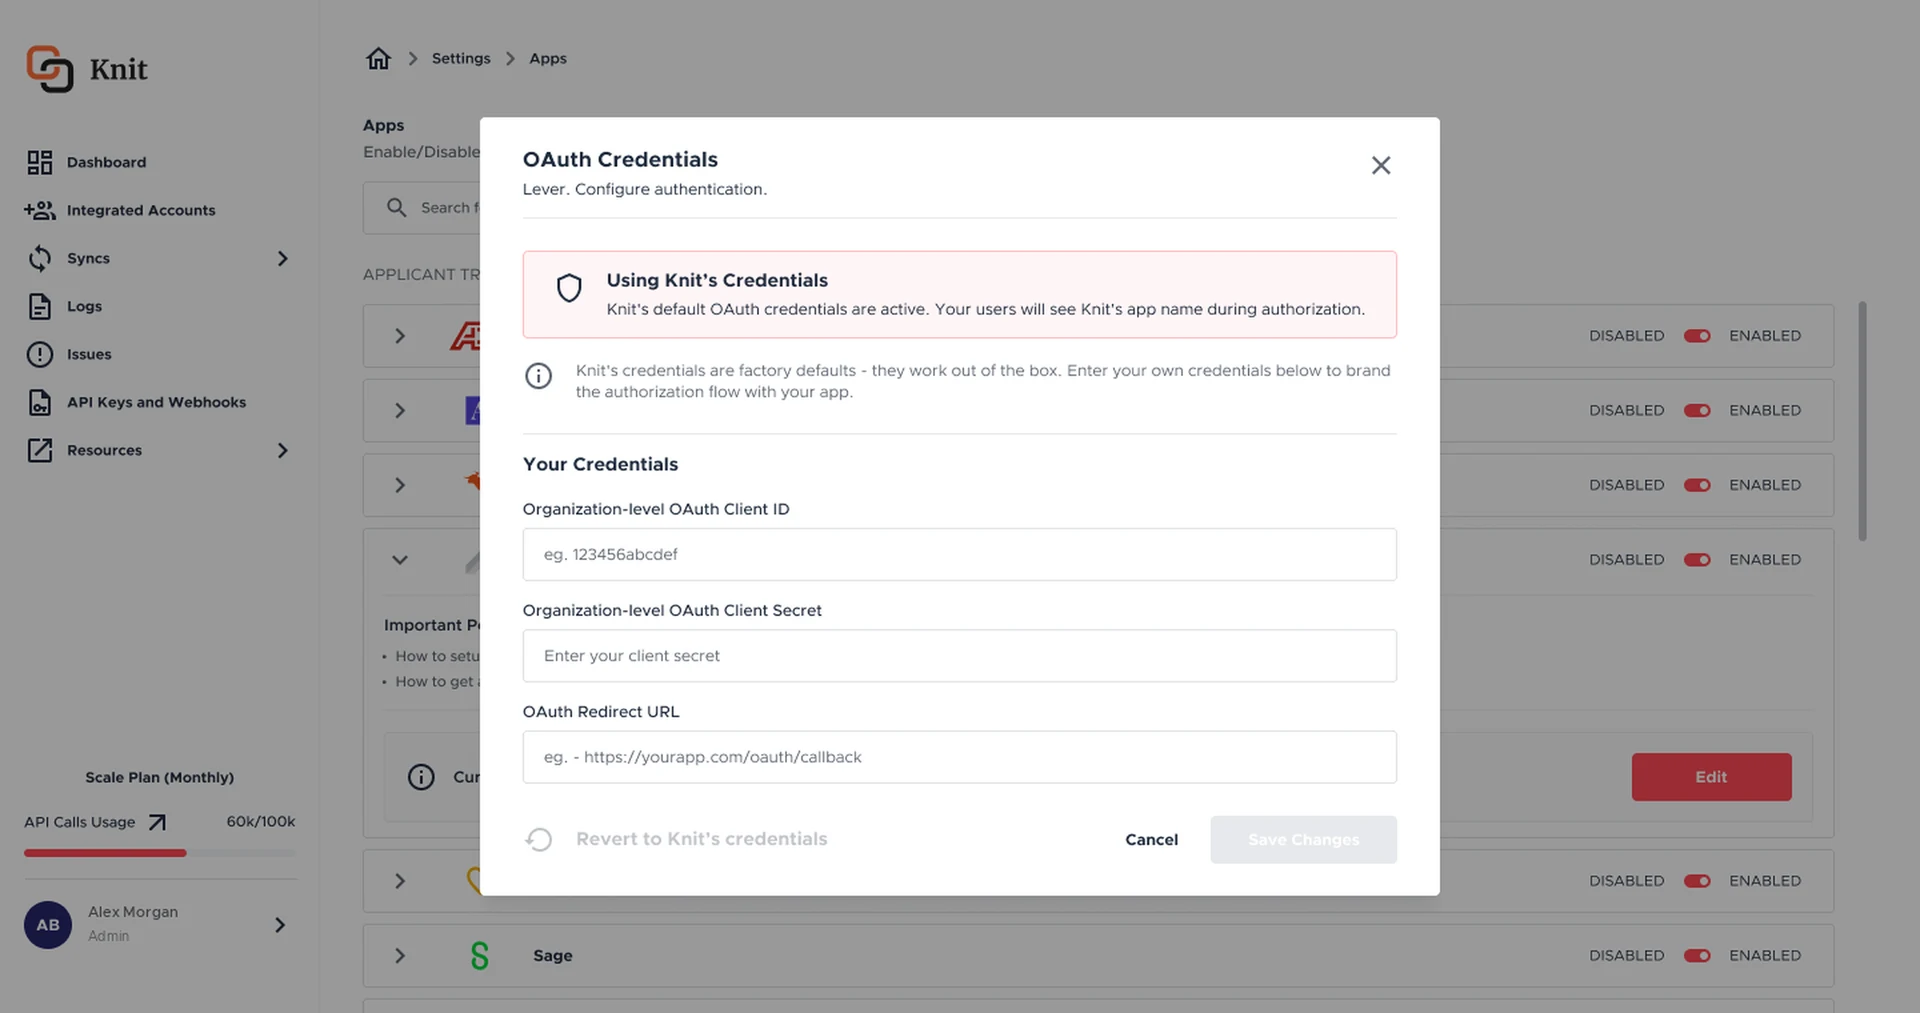 Knit
Dashboard
Integrated Accounts
Syncs
Logs
Issues
API Keys and Webhooks
Resources
Scale Plan (Monthly)
API Calls Usage
60k/100k
AB
Alex Morgan
Admin
Settings
Apps
Apps
Enable/Disable
Search
APPLICANT
DISABLED ENABLED
DISABLED ENABLED
DISABLED ENABLED
DISABLED ENABLED
Important
• How to
• How to get
Edit
DISABLED ENABLED
Sage
DISABLED ENABLED
OAuth Credentials
Lever. Configure authentication.
Using Knit's Credentials
Knit's default OAuth credentials are active. Your users will see Knit's app name during authorization.
Knit's credentials are factory defaults - they work out of the box. Enter your own credentials below to brand
the authorization flow with your app.
Your Credentials
Organization-level OAuth Client ID
eg. 123456abcdef
Organization-level OAuth Client Secret
Enter your client secret
OAuth Redirect URL
eg. - https://yourapp.com/oauth/callback
Revert to Knit's credentials
Cancel
Save Changes